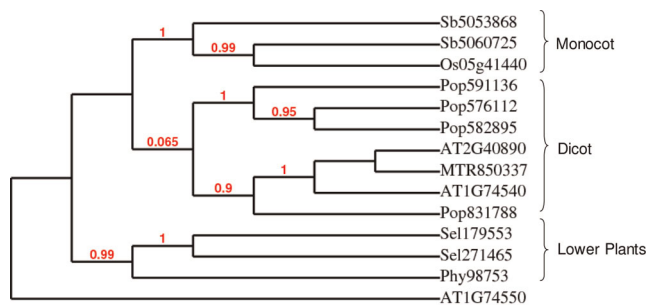 Sb5053868
1
Sb5060725
Monocot
0.99
Os05g41440
Pop591136
1
Pop576112
0.95
Pop582895
0.065
AT2G40890
Dicot
1
MTR850337
0.9
AT1G74540
Pop831788
Sel179553
1
Lower Plants
0.99
Sel271465
Phy98753
AT1G74550